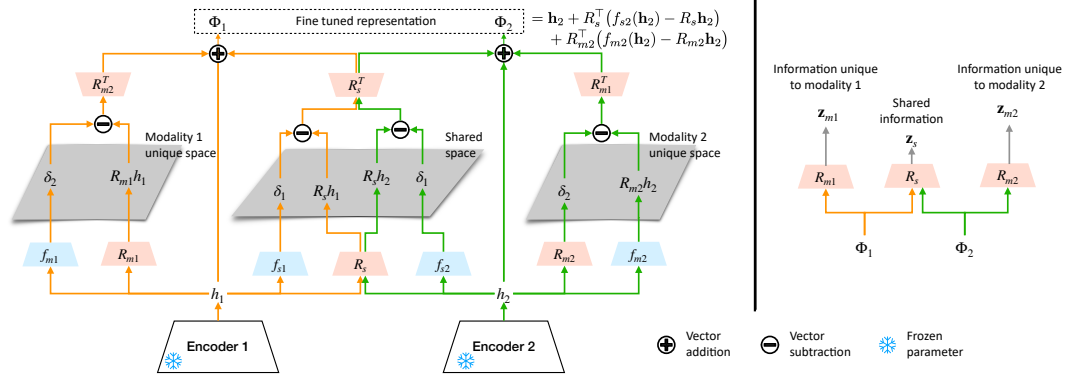 Φ₁
Fine tuned representation
Φ₂
= h₂ + Rₛ⊤(fₛ₂(h₂) − Rₛh₂)
+ Rₘ₂⊤(fₘ₂(h₂) − Rₘ₂h₂)
Rᵀₘ₂
Rᵀₛ
Rᵀₘ₁
Modality 1
unique space
Shared
space
Modality 2
unique space
δ₂
Rₘ₁h₁
δ₁
Rₛh₁
Rₛh₂
δ₁
δ₂
Rₘ₂h₂
fₘ₁
Rₘ₁
fₛ₁
Rₛ
fₛ₂
Rₘ₂
fₘ₂
h₁
h₂
Encoder 1
Encoder 2
Information unique
to modality 1
Information unique
to modality 2
zₘ₁
Shared
information
zₘ₂
zₛ
Rₘ₁
Rₛ
Rₘ₂
Φ₁
Φ₂
Vector
addition
Vector
subtraction
Frozen
parameter